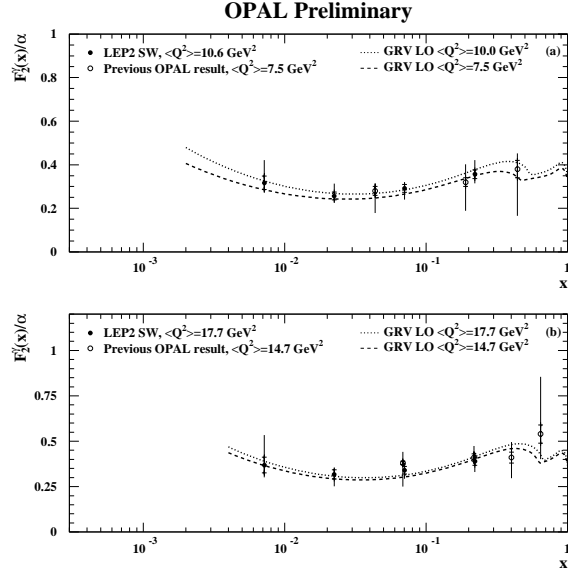 OPAL Preliminary
F₂^γ(x)/α
LEP2 SW, <Q²>=10.6 GeV²
Previous OPAL result, <Q²>=7.5 GeV²
GRV LO <Q²>=10.0 GeV²
GRV LO <Q²>=7.5 GeV²
(a)
1
0.8
0.6
0.4
0.2
0
10⁻³
10⁻²
10⁻¹
1
x
F₂^γ(x)/α
LEP2 SW, <Q²>=17.7 GeV²
Previous OPAL result, <Q²>=14.7 GeV²
GRV LO <Q²>=17.7 GeV²
GRV LO <Q²>=14.7 GeV²
(b)
1
0.75
0.5
0.25
0
10⁻³
10⁻²
10⁻¹
1
x